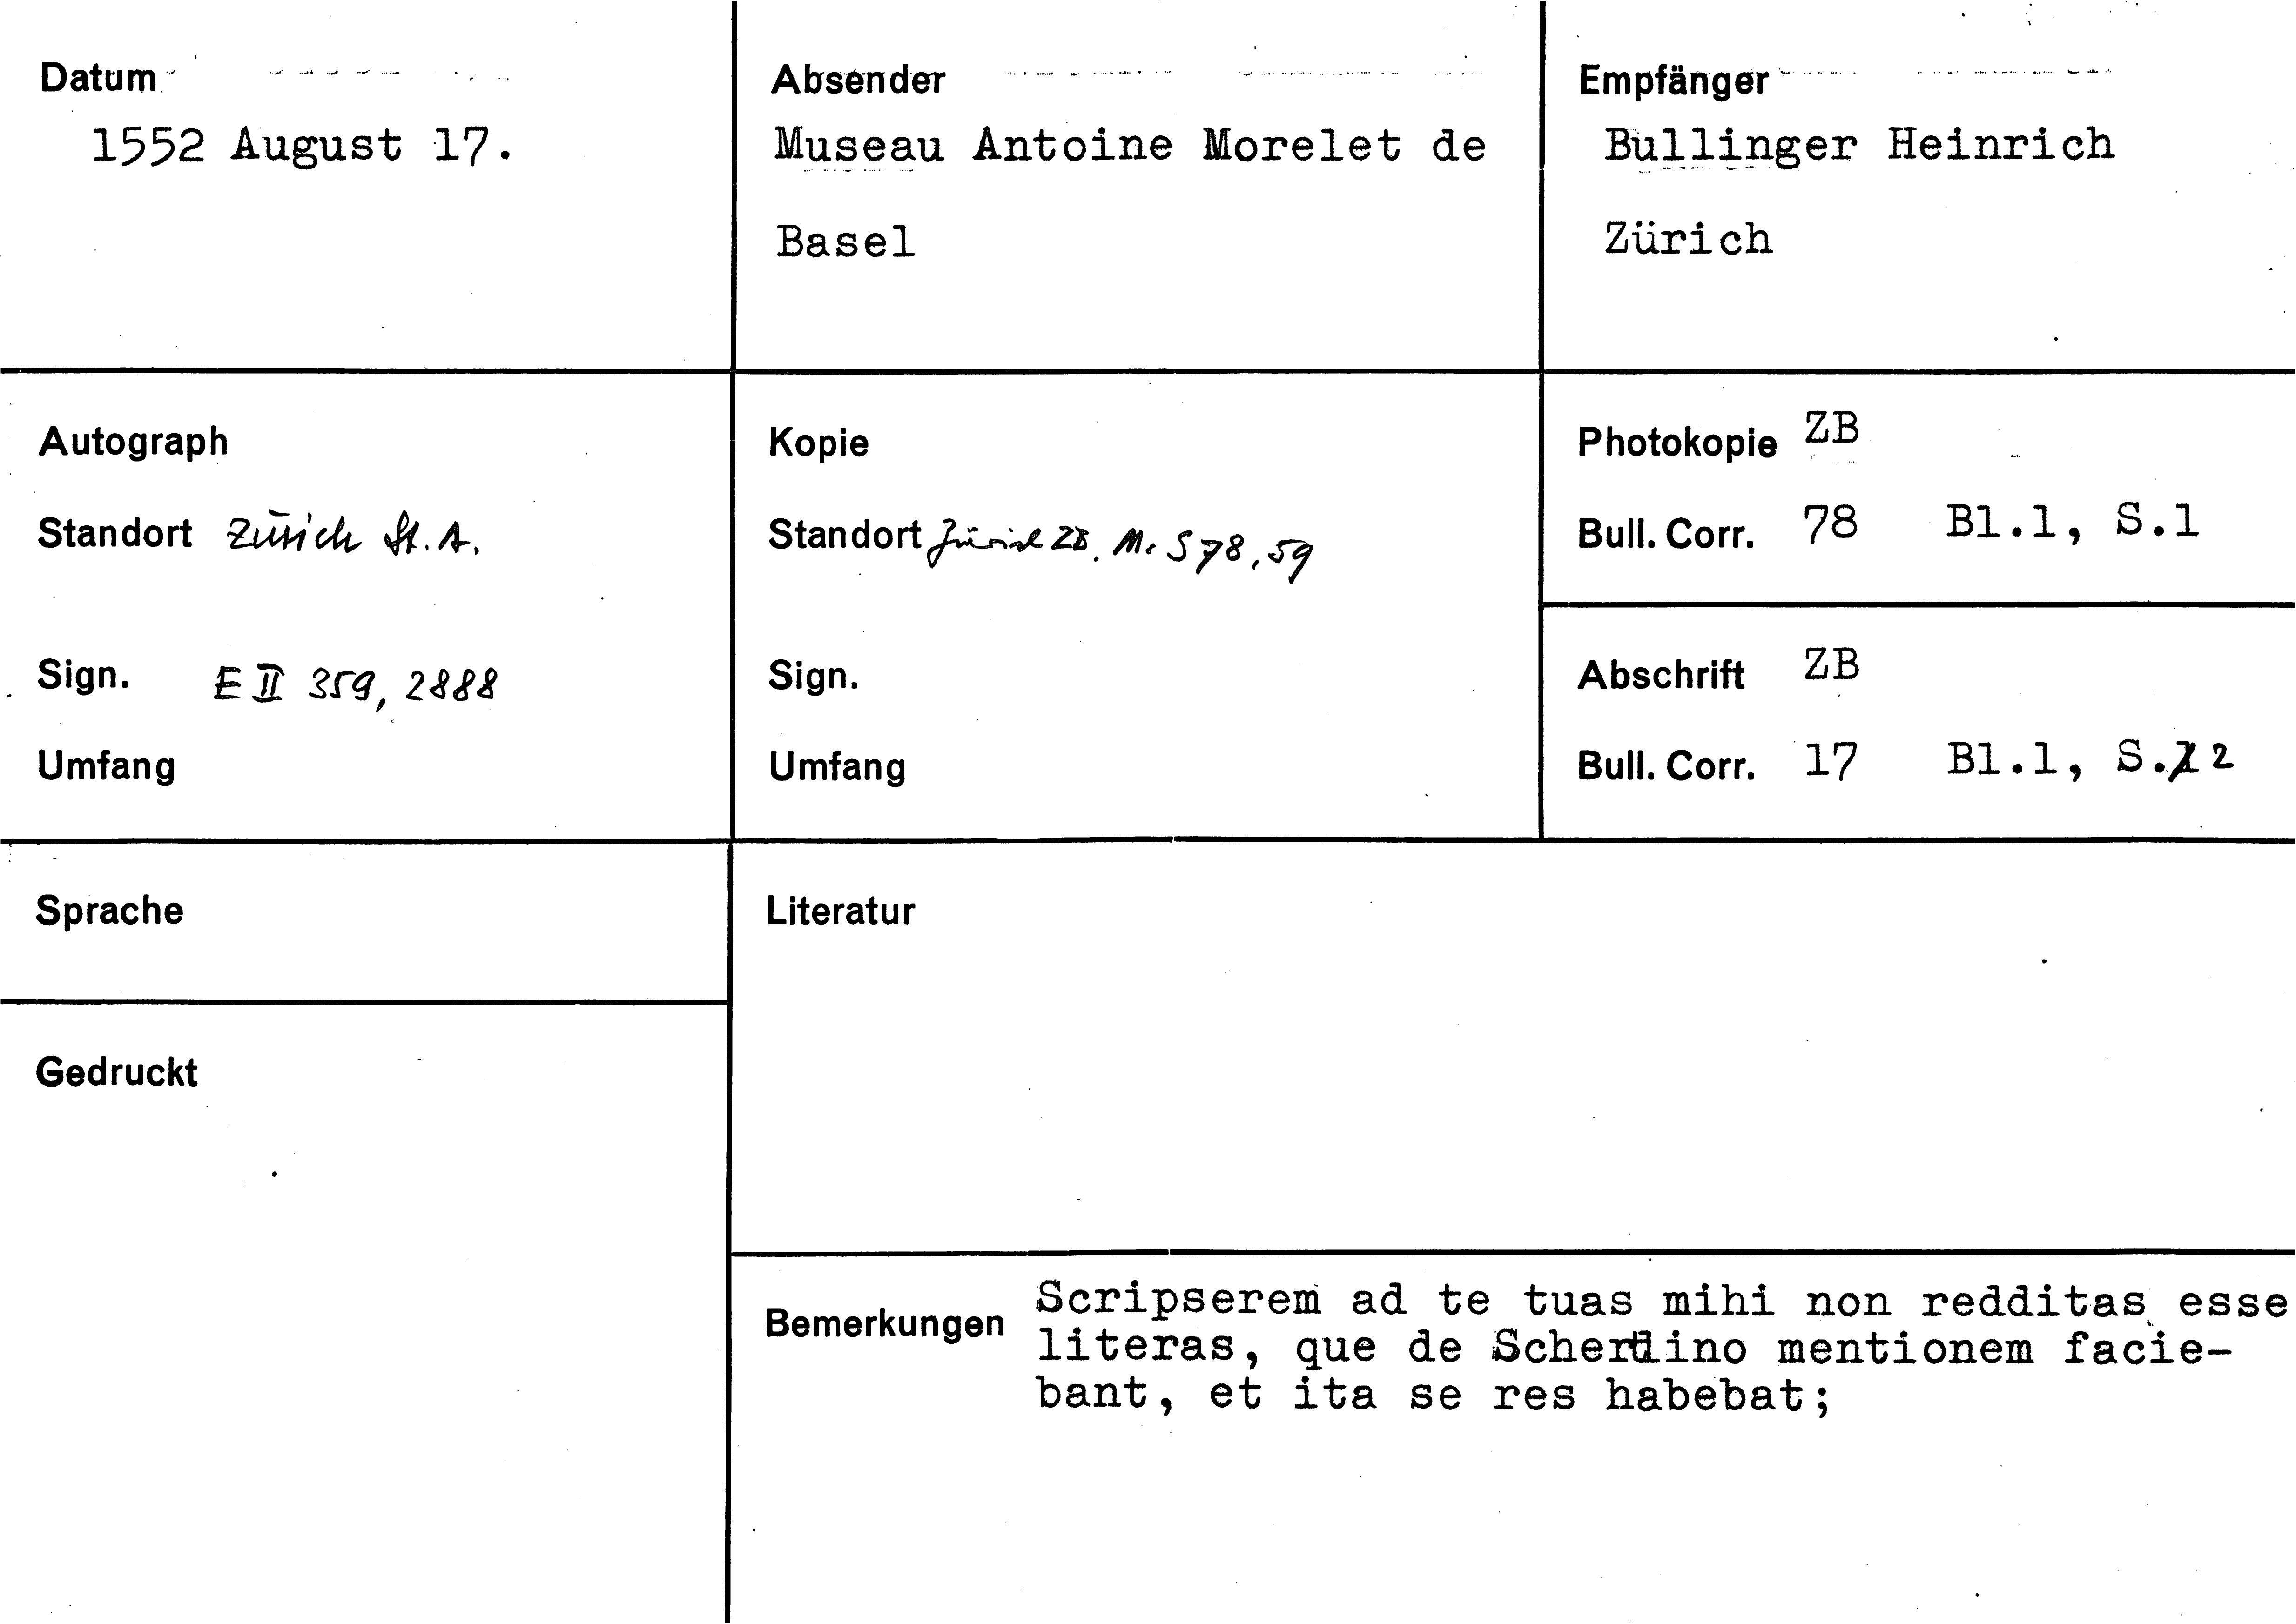 Datum
1552 August 17.
Absender
Museau Antoine Morelet de
Basel
Empfänger
Bullinger Heinrich
Zürich
Autograph
Standort Zürich St. A.
Sign. E II 359, 2888
Umfang
Kopie
Standort Zürich ZB. Ms S 78, 59
Sign.
Umfang
Photokopie ZB
Bull. Corr. 78 Bl.1, S.1
Abschrift ZB
Bull. Corr. 17 Bl.1, S. 2
Sprache
Gedruckt
Literatur
Bemerkungen
Scripserem ad te tuas mihi non redditas esse
literas, que de Scherdlino mentionem facie-
bant, et ita se res habebat;